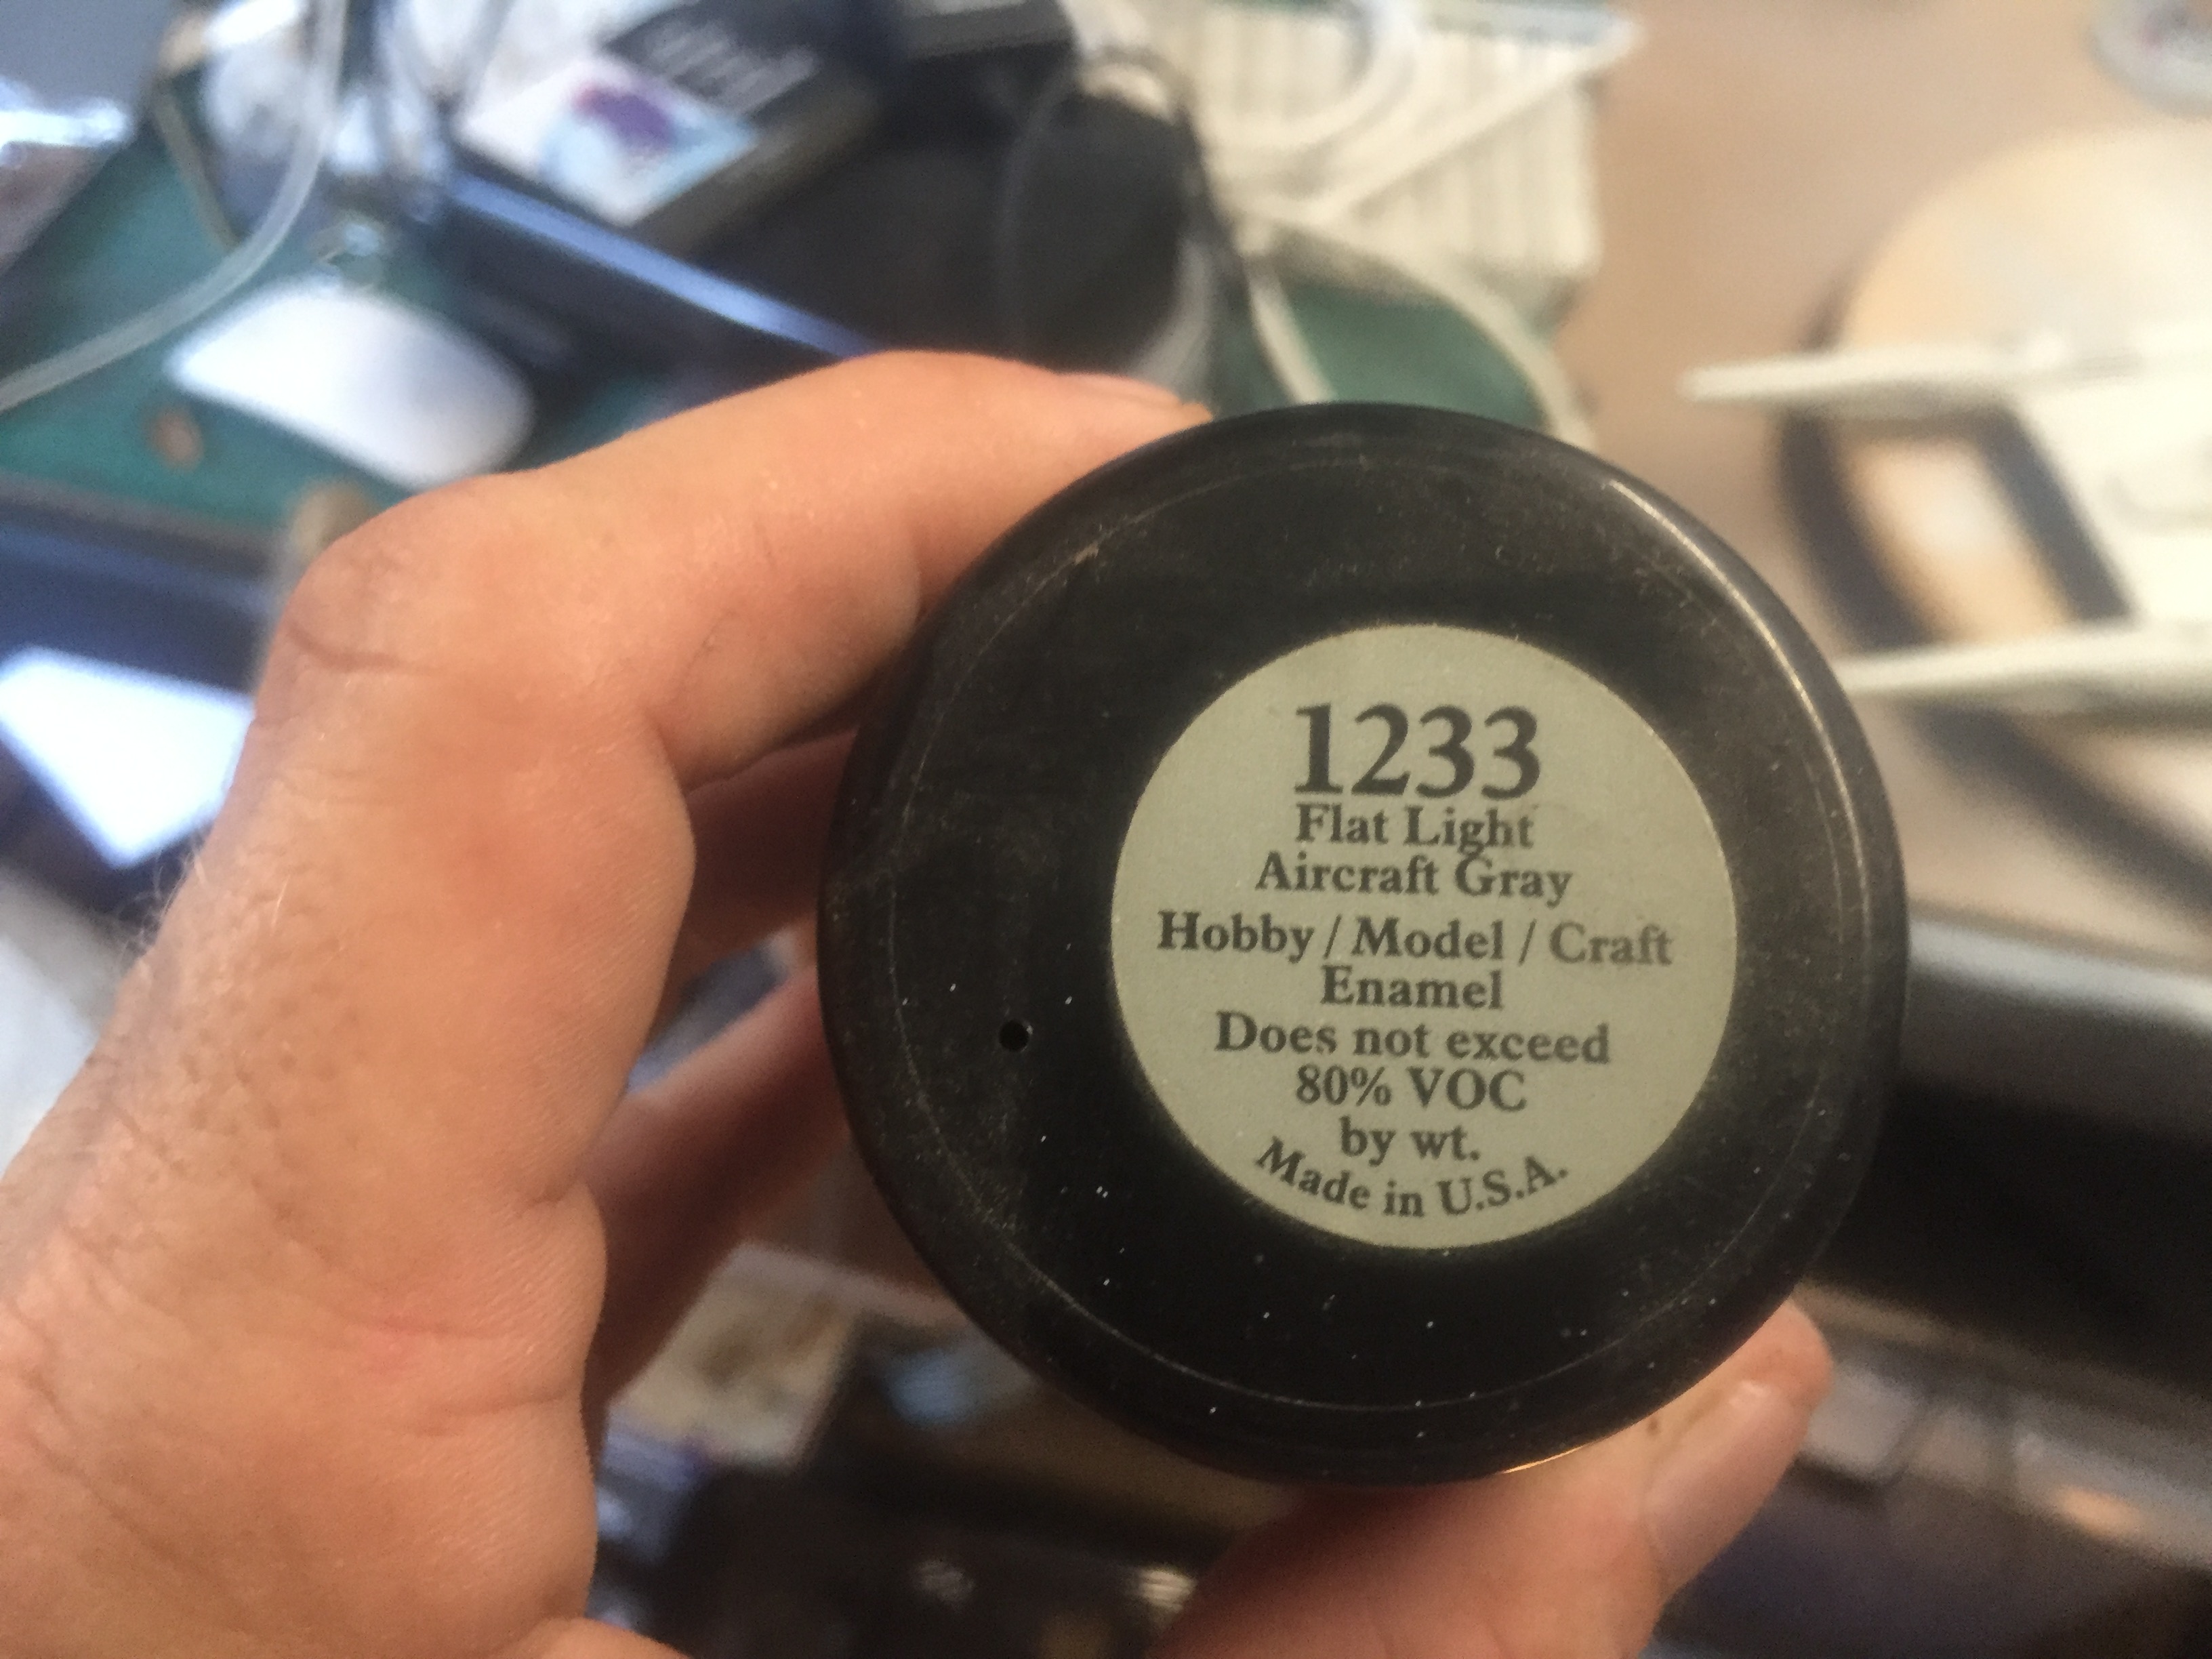 1233
Flat Light
Aircraft Gray
Hobby / Model / Craft
Enamel
Does not exceed
80% VOC
by wt.
Made in U.S.A.